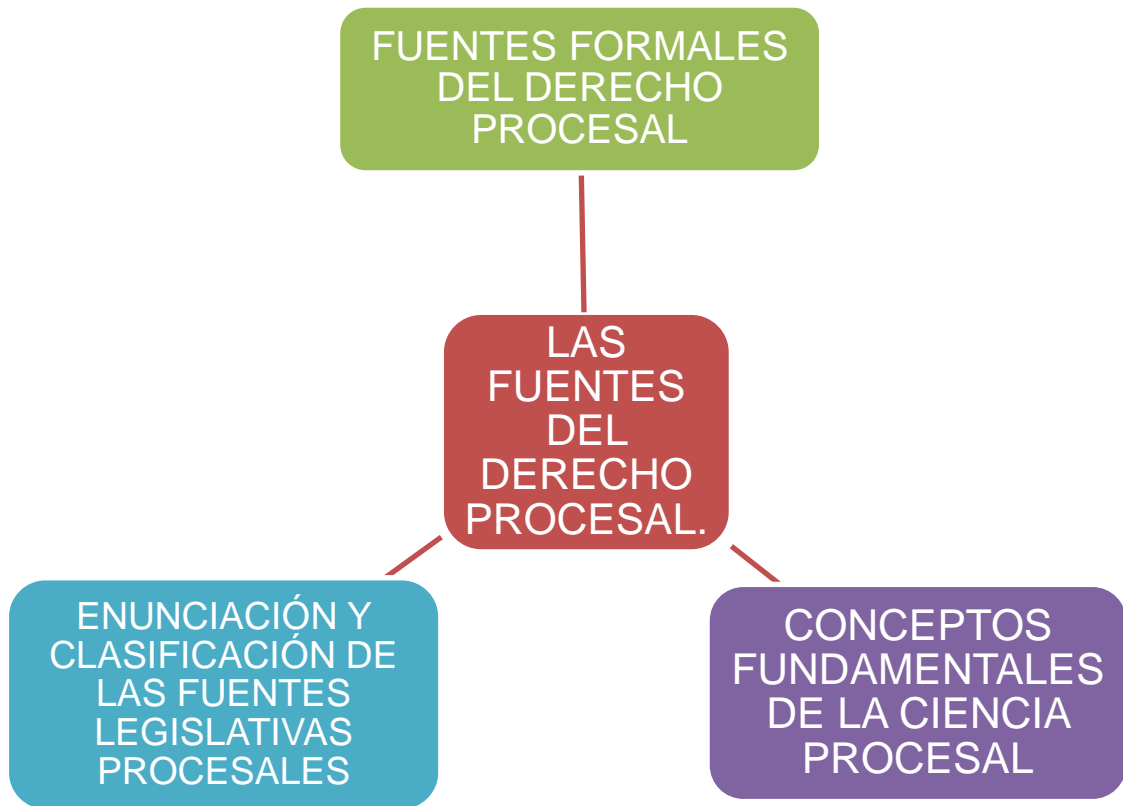 FUENTES FORMALES
DEL DERECHO
PROCESAL
LAS
FUENTES
DEL
DERECHO
PROCESAL.
ENUNCIACIÓN Y
CLASIFICACIÓN DE
LAS FUENTES
LEGISLATIVAS
PROCESALES
CONCEPTOS
FUNDAMENTALES
DE LA CIENCIA
PROCESAL